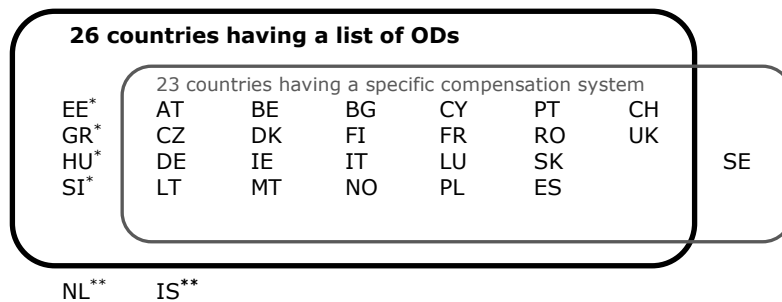 26 countries having a list of ODs
23 countries having a specific compensation system
EE* AT BE BG CY PT CH
GR* CZ DK FI FR RO UK
HU* DE IE IT LU SK SE
SI* LT MT NO PL ES
NL** IS**